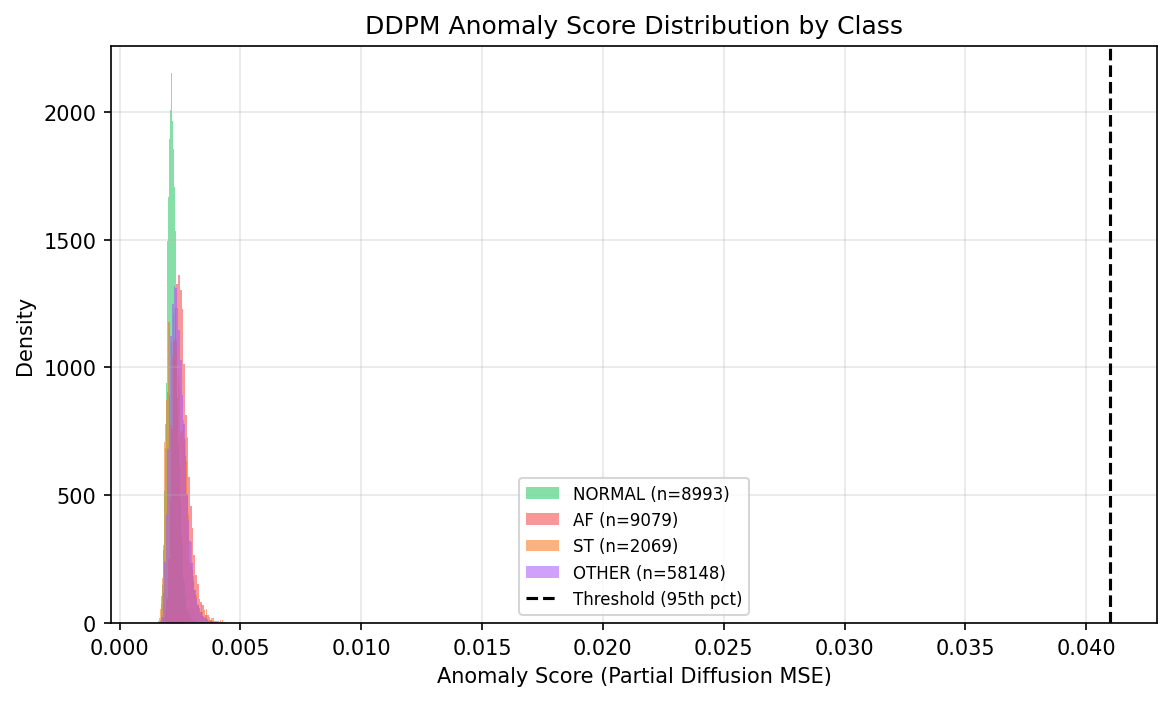 DDPM Anomaly Score Distribution by Class
Density
2000
1500
1000
500
0
0.000 0.005 0.010 0.015 0.020 0.025 0.030 0.035 0.040
Anomaly Score (Partial Diffusion MSE)
NORMAL (n=8993)
AF (n=9079)
ST (n=2069)
OTHER (n=58148)
Threshold (95th pct)